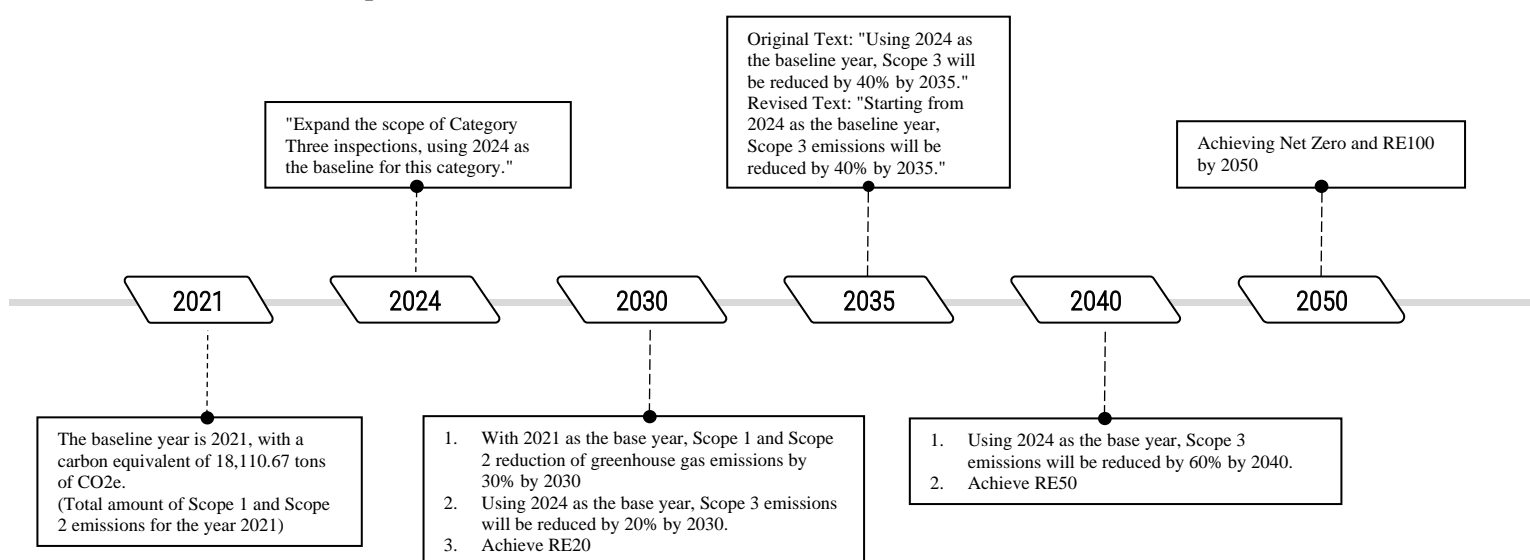 Original Text: "Using 2024 as
the baseline year, Scope 3 will
be reduced by 40% by 2035."
Revised Text: "Starting from
2024 as the baseline year,
Scope 3 emissions will be
reduced by 40% by 2035."
"Expand the scope of Category
Three inspections, using 2024 as
the baseline for this category."
Achieving Net Zero and RE100
by 2050
2021
2024
2030
2035
2040
2050
The baseline year is 2021, with a
carbon equivalent of 18,110.67 tons
of CO2e.
(Total amount of Scope 1 and Scope
2 emissions for the year 2021)
1. With 2021 as the base year, Scope 1 and Scope
2 reduction of greenhouse gas emissions by
30% by 2030
2. Using 2024 as the base year, Scope 3 emissions
will be reduced by 20% by 2030.
3. Achieve RE20
1. Using 2024 as the base year, Scope 3
emissions will be reduced by 60% by 2040.
2. Achieve RE50